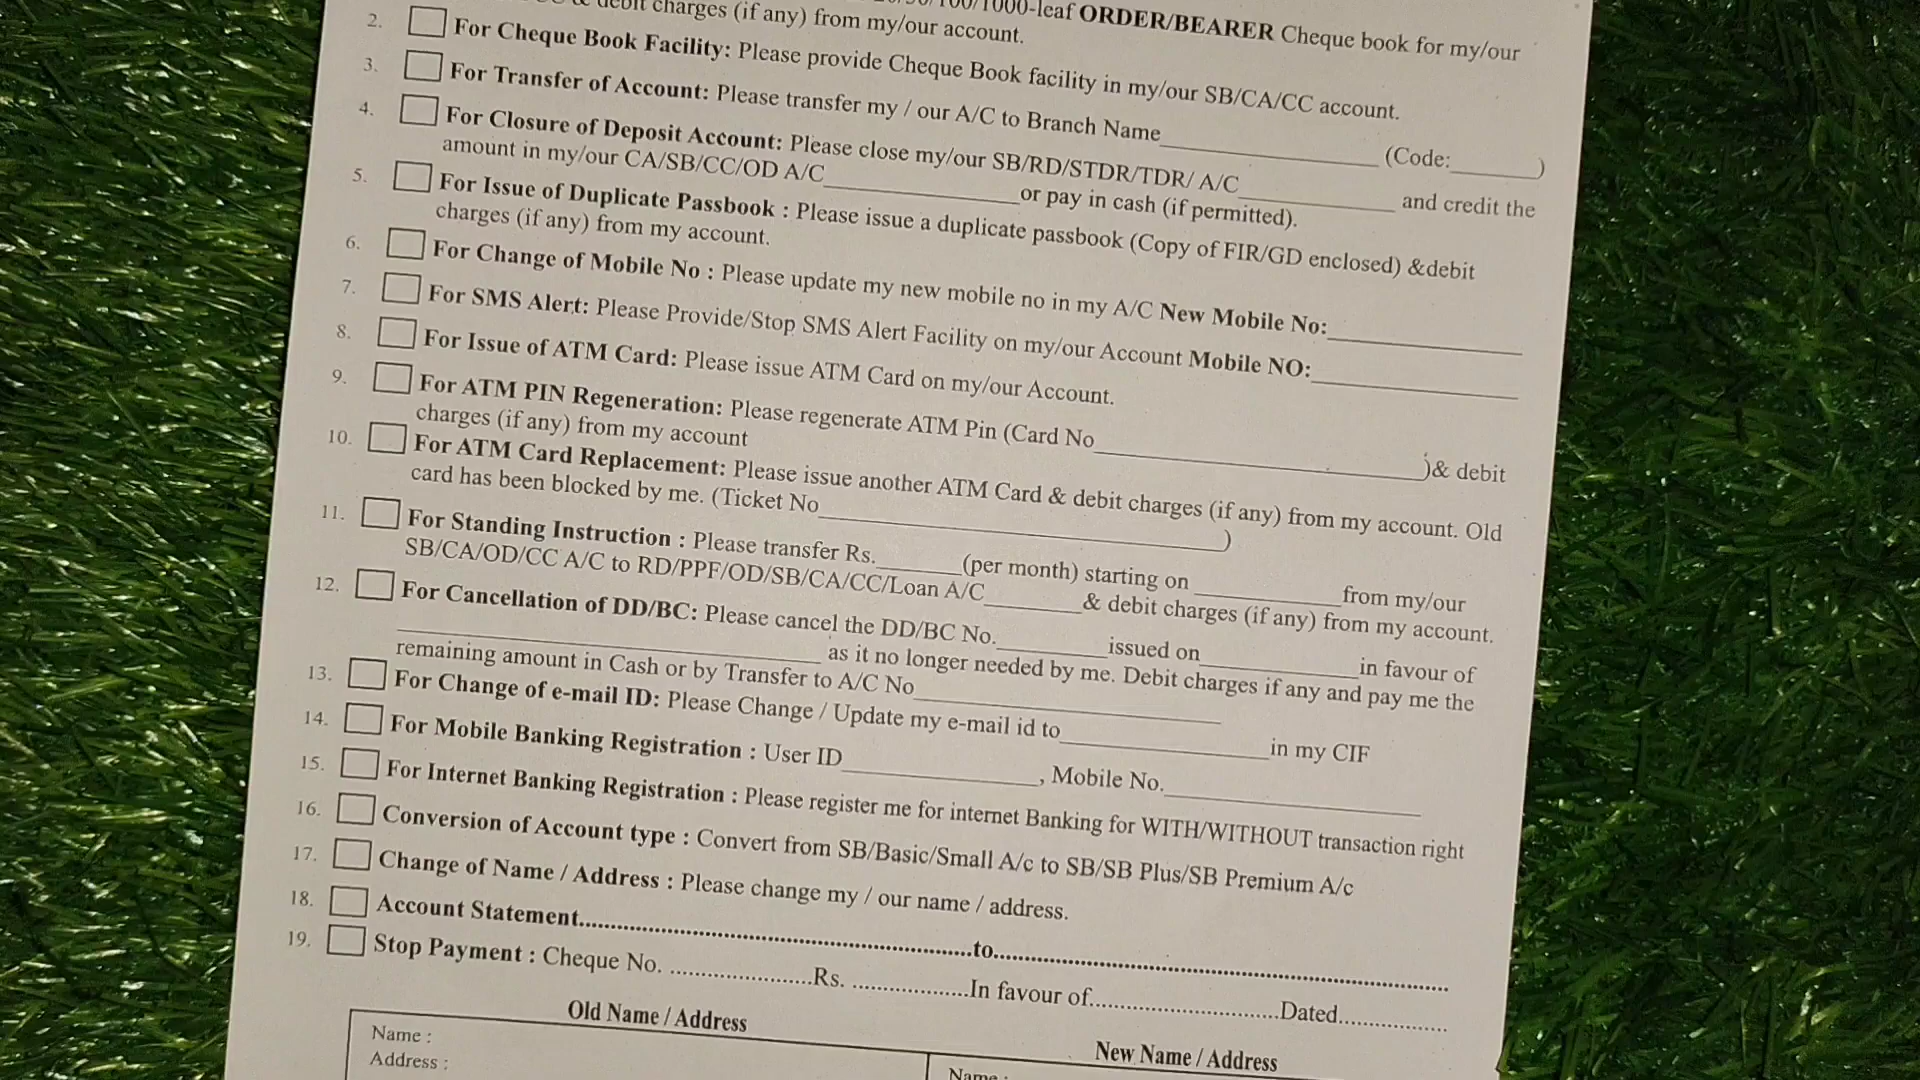 -leaf ORDER/BEARER Cheque book for my/our
& debit charges (if any) from my/our account.
2. For Cheque Book Facility: Please provide Cheque Book facility in my/our SB/CA/CC account.
3. For Transfer of Account: Please transfer my / our A/C to Branch Name____________________ (Code:________)
4. For Closure of Deposit Account: Please close my/our SB/RD/STDR/TDR/ A/C______________ and credit the
amount in my/our CA/SB/CC/OD A/C__________________or pay in cash (if permitted).
5. For Issue of Duplicate Passbook : Please issue a duplicate passbook (Copy of FIR/GD enclosed) &debit
charges (if any) from my account.
6. For Change of Mobile No : Please update my new mobile no in my A/C New Mobile No:__________________
7. For SMS Alert: Please Provide/Stop SMS Alert Facility on my/our Account Mobile NO:___________________
8. For Issue of ATM Card: Please issue ATM Card on my/our Account.
9. For ATM PIN Regeneration: Please regenerate ATM Pin (Card No______________________________)& debit
charges (if any) from my account
10. For ATM Card Replacement: Please issue another ATM Card & debit charges (if any) from my account. Old
card has been blocked by me. (Ticket No_____________________________________)
11. For Standing Instruction : Please transfer Rs.________(per month) starting on _____________from my/our
SB/CA/OD/CC A/C to RD/PPF/OD/SB/CA/CC/Loan A/C_________& debit charges (if any) from my account.
12. For Cancellation of DD/BC: Please cancel the DD/BC No.__________issued on______________in favour of
______________________________________ as it no longer needed by me. Debit charges if any and pay me the
remaining amount in Cash or by Transfer to A/C No____________________________
13. For Change of e-mail ID: Please Change / Update my e-mail id to___________________in my CIF
14. For Mobile Banking Registration : User ID__________________, Mobile No.________________________
15. For Internet Banking Registration : Please register me for internet Banking for WITH/WITHOUT transaction right
16. Conversion of Account type : Convert from SB/Basic/Small A/c to SB/SB Plus/SB Premium A/c
17. Change of Name / Address : Please change my / our name / address.
18. Account Statement..................................................................to..............................................................................
19. Stop Payment : Cheque No. ........................Rs. ....................In favour of................................Dated...................
Old Name / Address
New Name / Address
Name :
Address :
Name :